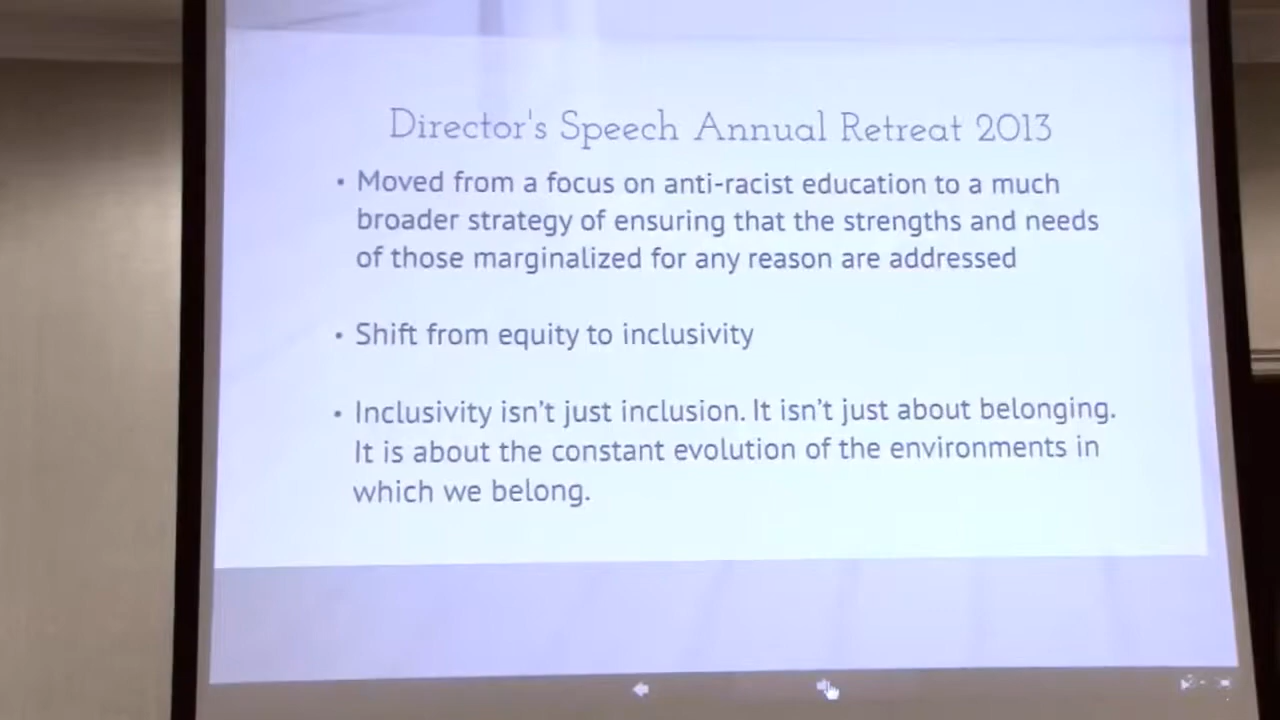 Director's Speech Annual Retreat 2013
• Moved from a focus on anti-racist education to a much
broader strategy of ensuring that the strengths and needs
of those marginalized for any reason are addressed
• Shift from equity to inclusivity
• Inclusivity isn't just inclusion. It isn't just about belonging.
It is about the constant evolution of the environments in
which we belong.